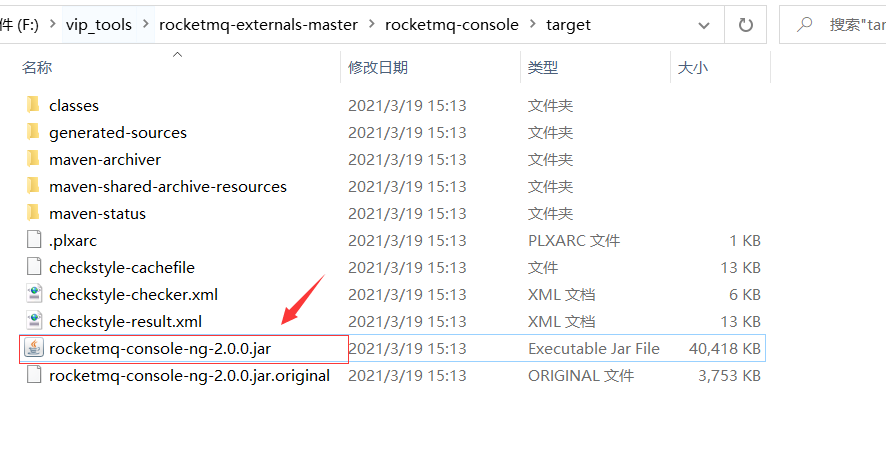 件 (F:) > vip_tools > rocketmq-externals-master > rocketmq-console > target 搜索"tar
名称 修改日期 类型 大小
classes 2021/3/19 15:13 文件夹
generated-sources 2021/3/19 15:13 文件夹
maven-archiver 2021/3/19 15:13 文件夹
maven-shared-archive-resources 2021/3/19 15:13 文件夹
maven-status 2021/3/19 15:13 文件夹
.plxarc 2021/3/19 15:13 PLXARC 文件 1 KB
checkstyle-cachefile 2021/3/19 15:13 文件 13 KB
checkstyle-checker.xml 2021/3/19 15:13 XML 文档 6 KB
checkstyle-result.xml 2021/3/19 15:13 XML 文档 13 KB
rocketmq-console-ng-2.0.0.jar 2021/3/19 15:13 Executable Jar File 40,418 KB
rocketmq-console-ng-2.0.0.jar.original 2021/3/19 15:13 ORIGINAL 文件 3,753 KB